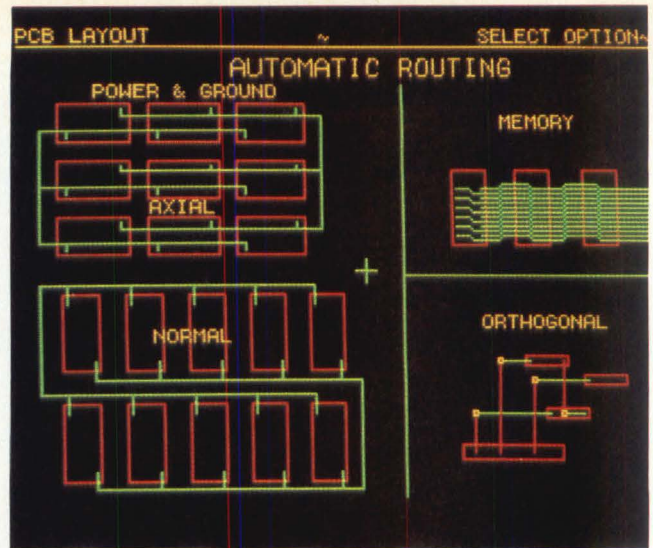 PCB LAYOUT ~ SELECT OPTION~
AUTOMATIC ROUTING
POWER & GROUND
AXIAL
NORMAL
MEMORY
ORTHOGONAL